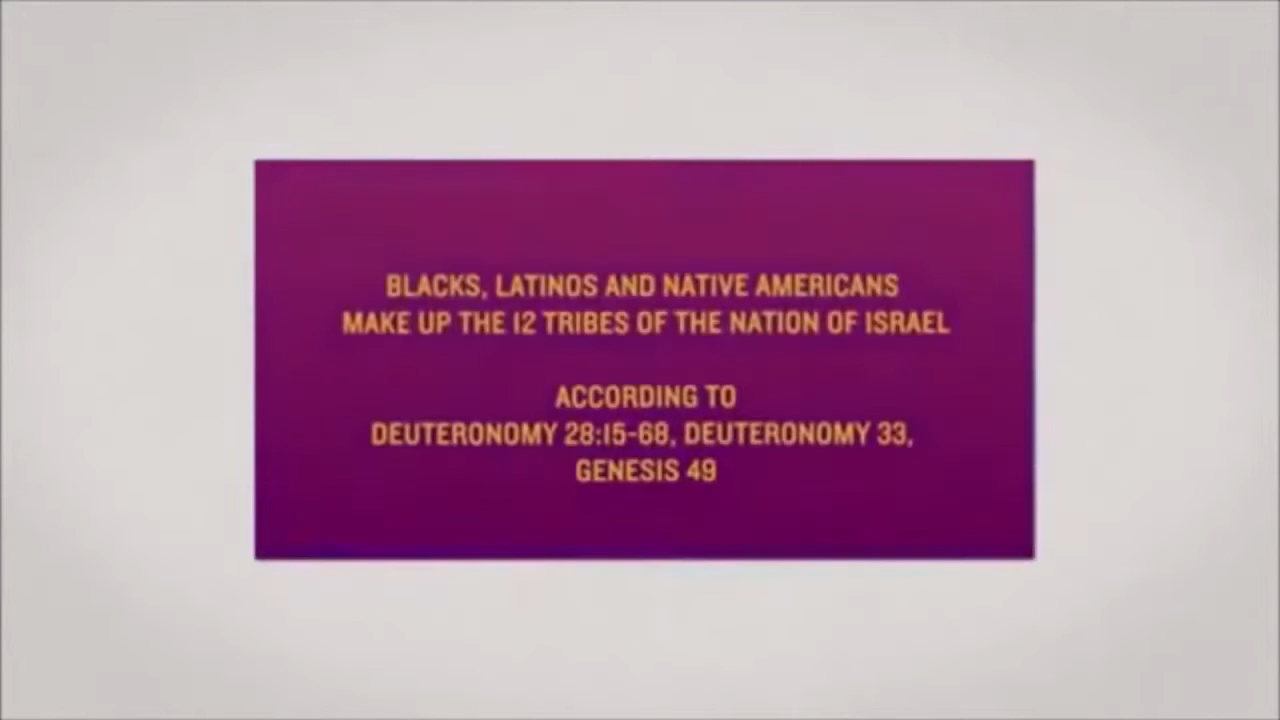 BLACKS, LATINOS AND NATIVE AMERICANS
MAKE UP THE 12 TRIBES OF THE NATION OF ISRAEL
ACCORDING TO
DEUTERONOMY 28:15-68, DEUTERONOMY 33,
GENESIS 49